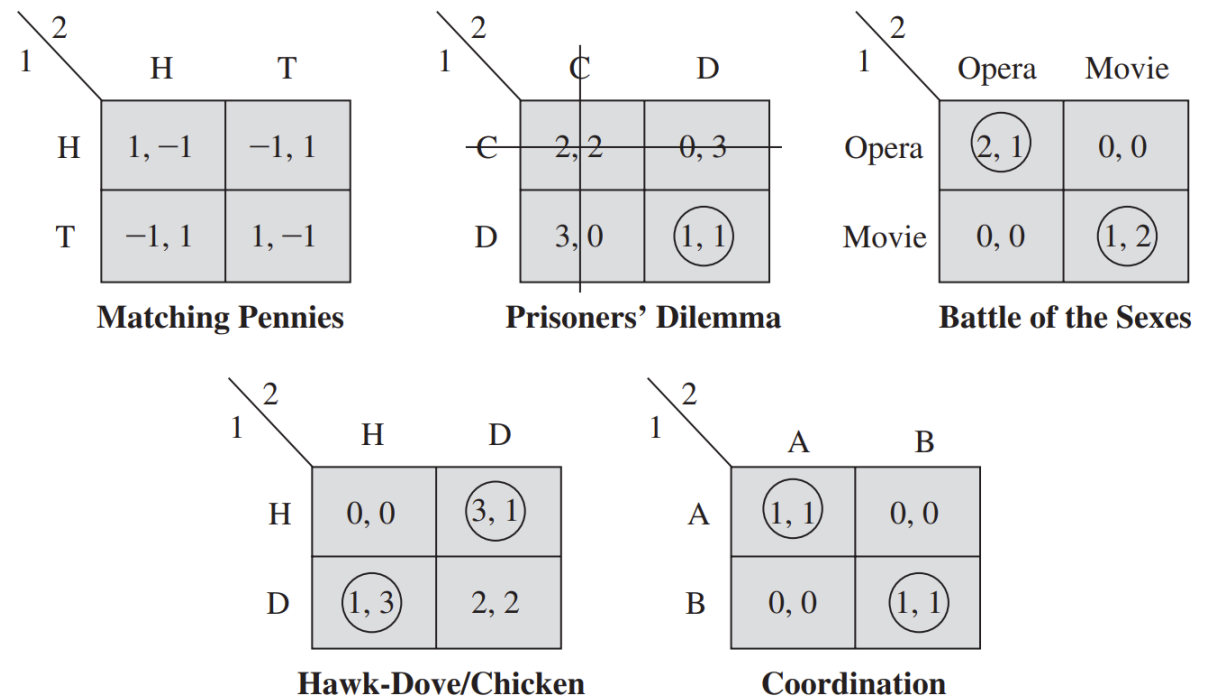 2 2 2
1 1 1
H T C D Opera Movie
H 1, −1 −1, 1 C 2, 2 0, 3 Opera 2, 1 0, 0
T −1, 1 1, −1 D 3, 0 1, 1 Movie 0, 0 1, 2
Matching Pennies Prisoners’ Dilemma Battle of the Sexes
2 2
1 1
H D A B
H 0, 0 3, 1 A 1, 1 0, 0
D 1, 3 2, 2 B 0, 0 1, 1
Hawk-Dove/Chicken Coordination